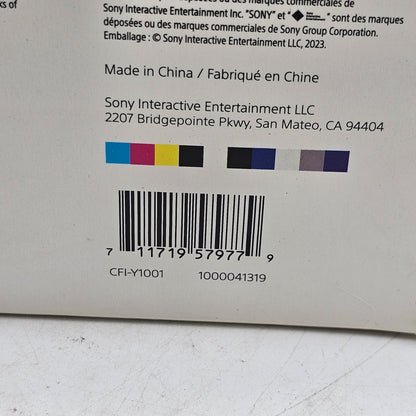 ks of
Sony Interactive Entertainment Inc. "SONY" et " " sont des marques
déposées ou des marques commerciales de Sony Group Corporation.
Emballage : © Sony Interactive Entertainment LLC, 2023.
Made in China / Fabriqué en Chine
Sony Interactive Entertainment LLC
2207 Bridgepointe Pkwy, San Mateo, CA 94404
7 11719 57977 9
CFI-Y1001 1000041319